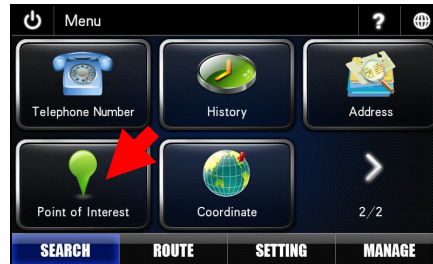 Menu ?
Telephone Number History Address
Point of Interest Coordinate 2/2
SEARCH ROUTE SETTING MANAGE